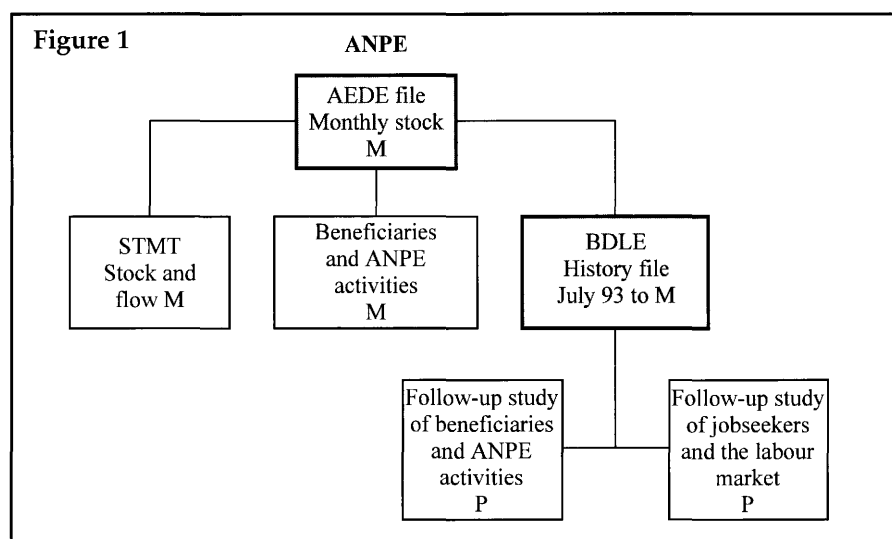 Figure 1
ANPE
AEDE file
Monthly stock
M
STMT
Stock and
flow M
Beneficiaries
and ANPE
activities
M
BDLE
History file
July 93 to M
Follow-up study
of beneficiaries
and ANPE
activities
P
Follow-up study
of jobseekers
and the labour
market
P